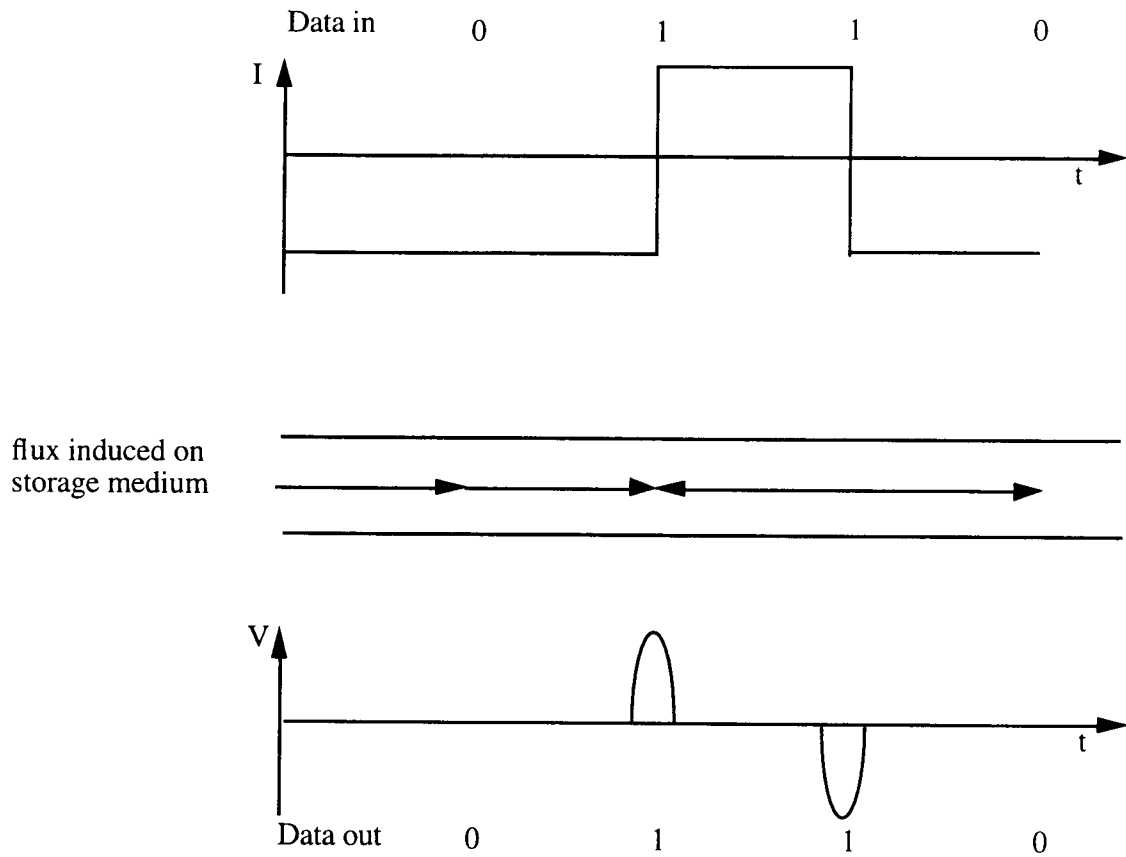 Data in 0 1 1 0
I
t
flux induced on
storage medium
V
t
Data out 0 1 1 0